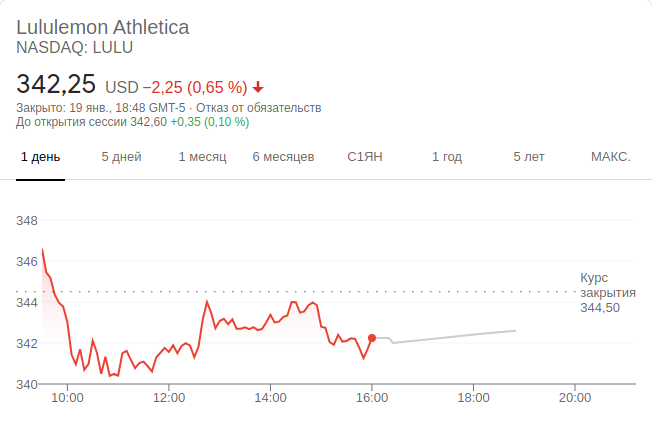 Lululemon Athletica
NASDAQ: LULU
342,25 USD −2,25 (0,65 %)
Закрыто: 19 янв., 18:48 GMT-5 · Отказ от обязательств
До открытия сессии 342,60 +0,35 (0,10 %)
1 день 5 дней 1 месяц 6 месяцев С1ЯН 1 год 5 лет МАКС.
348
346
Курс
закрытия
344,50
344
342
340
10:00 12:00 14:00 16:00 18:00 20:00